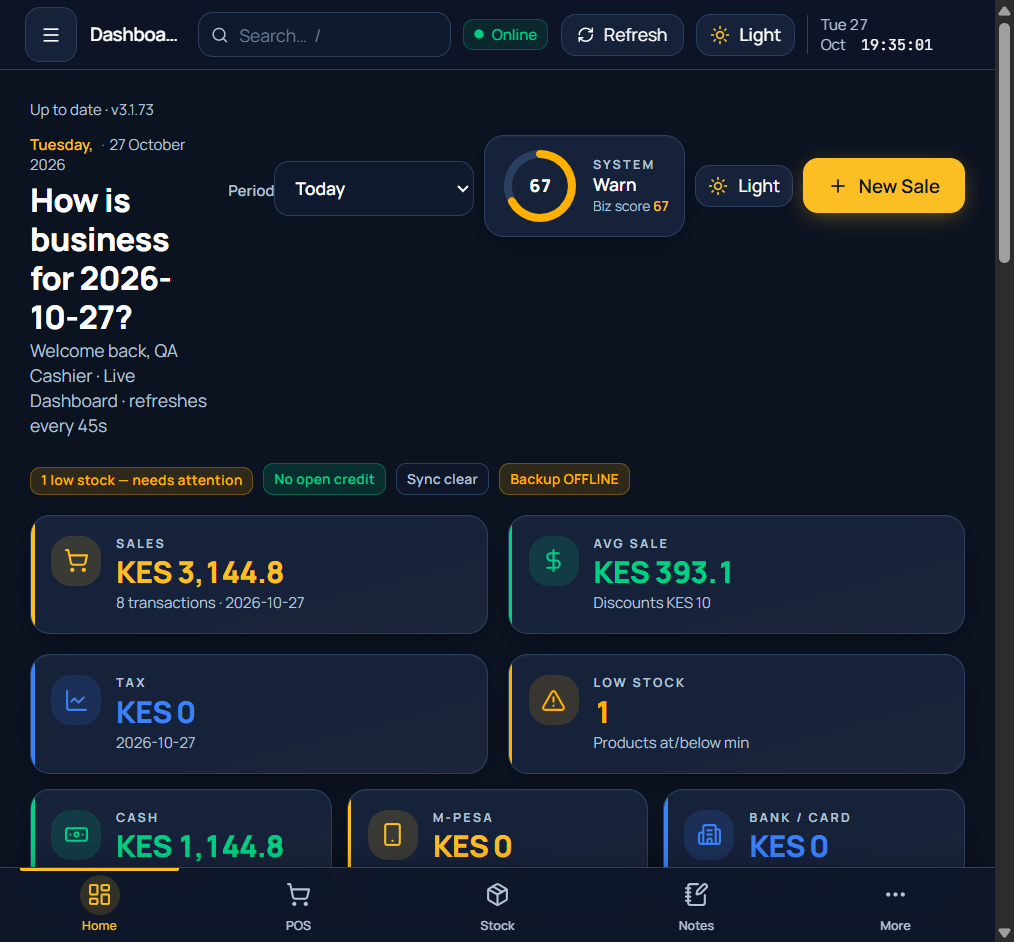 Dashboa...
Search... /
Online
Refresh
Light
Tue 27
Oct 19:35:01
Up to date · v3.1.73
Tuesday, · 27 October
2026
How is
business
for 2026-
10-27?
Welcome back, QA
Cashier · Live
Dashboard · refreshes
every 45s
Period
Today
67
SYSTEM
Warn
Biz score 67
Light
+ New Sale
1 low stock — needs attention
No open credit
Sync clear
Backup OFFLINE
SALES
KES 3,144.8
8 transactions · 2026-10-27
AVG SALE
KES 393.1
Discounts KES 10
TAX
KES 0
2026-10-27
LOW STOCK
1
Products at/below min
CASH
KES 1,144.8
M-PESA
KES 0
BANK / CARD
KES 0
Home
POS
Stock
Notes
More